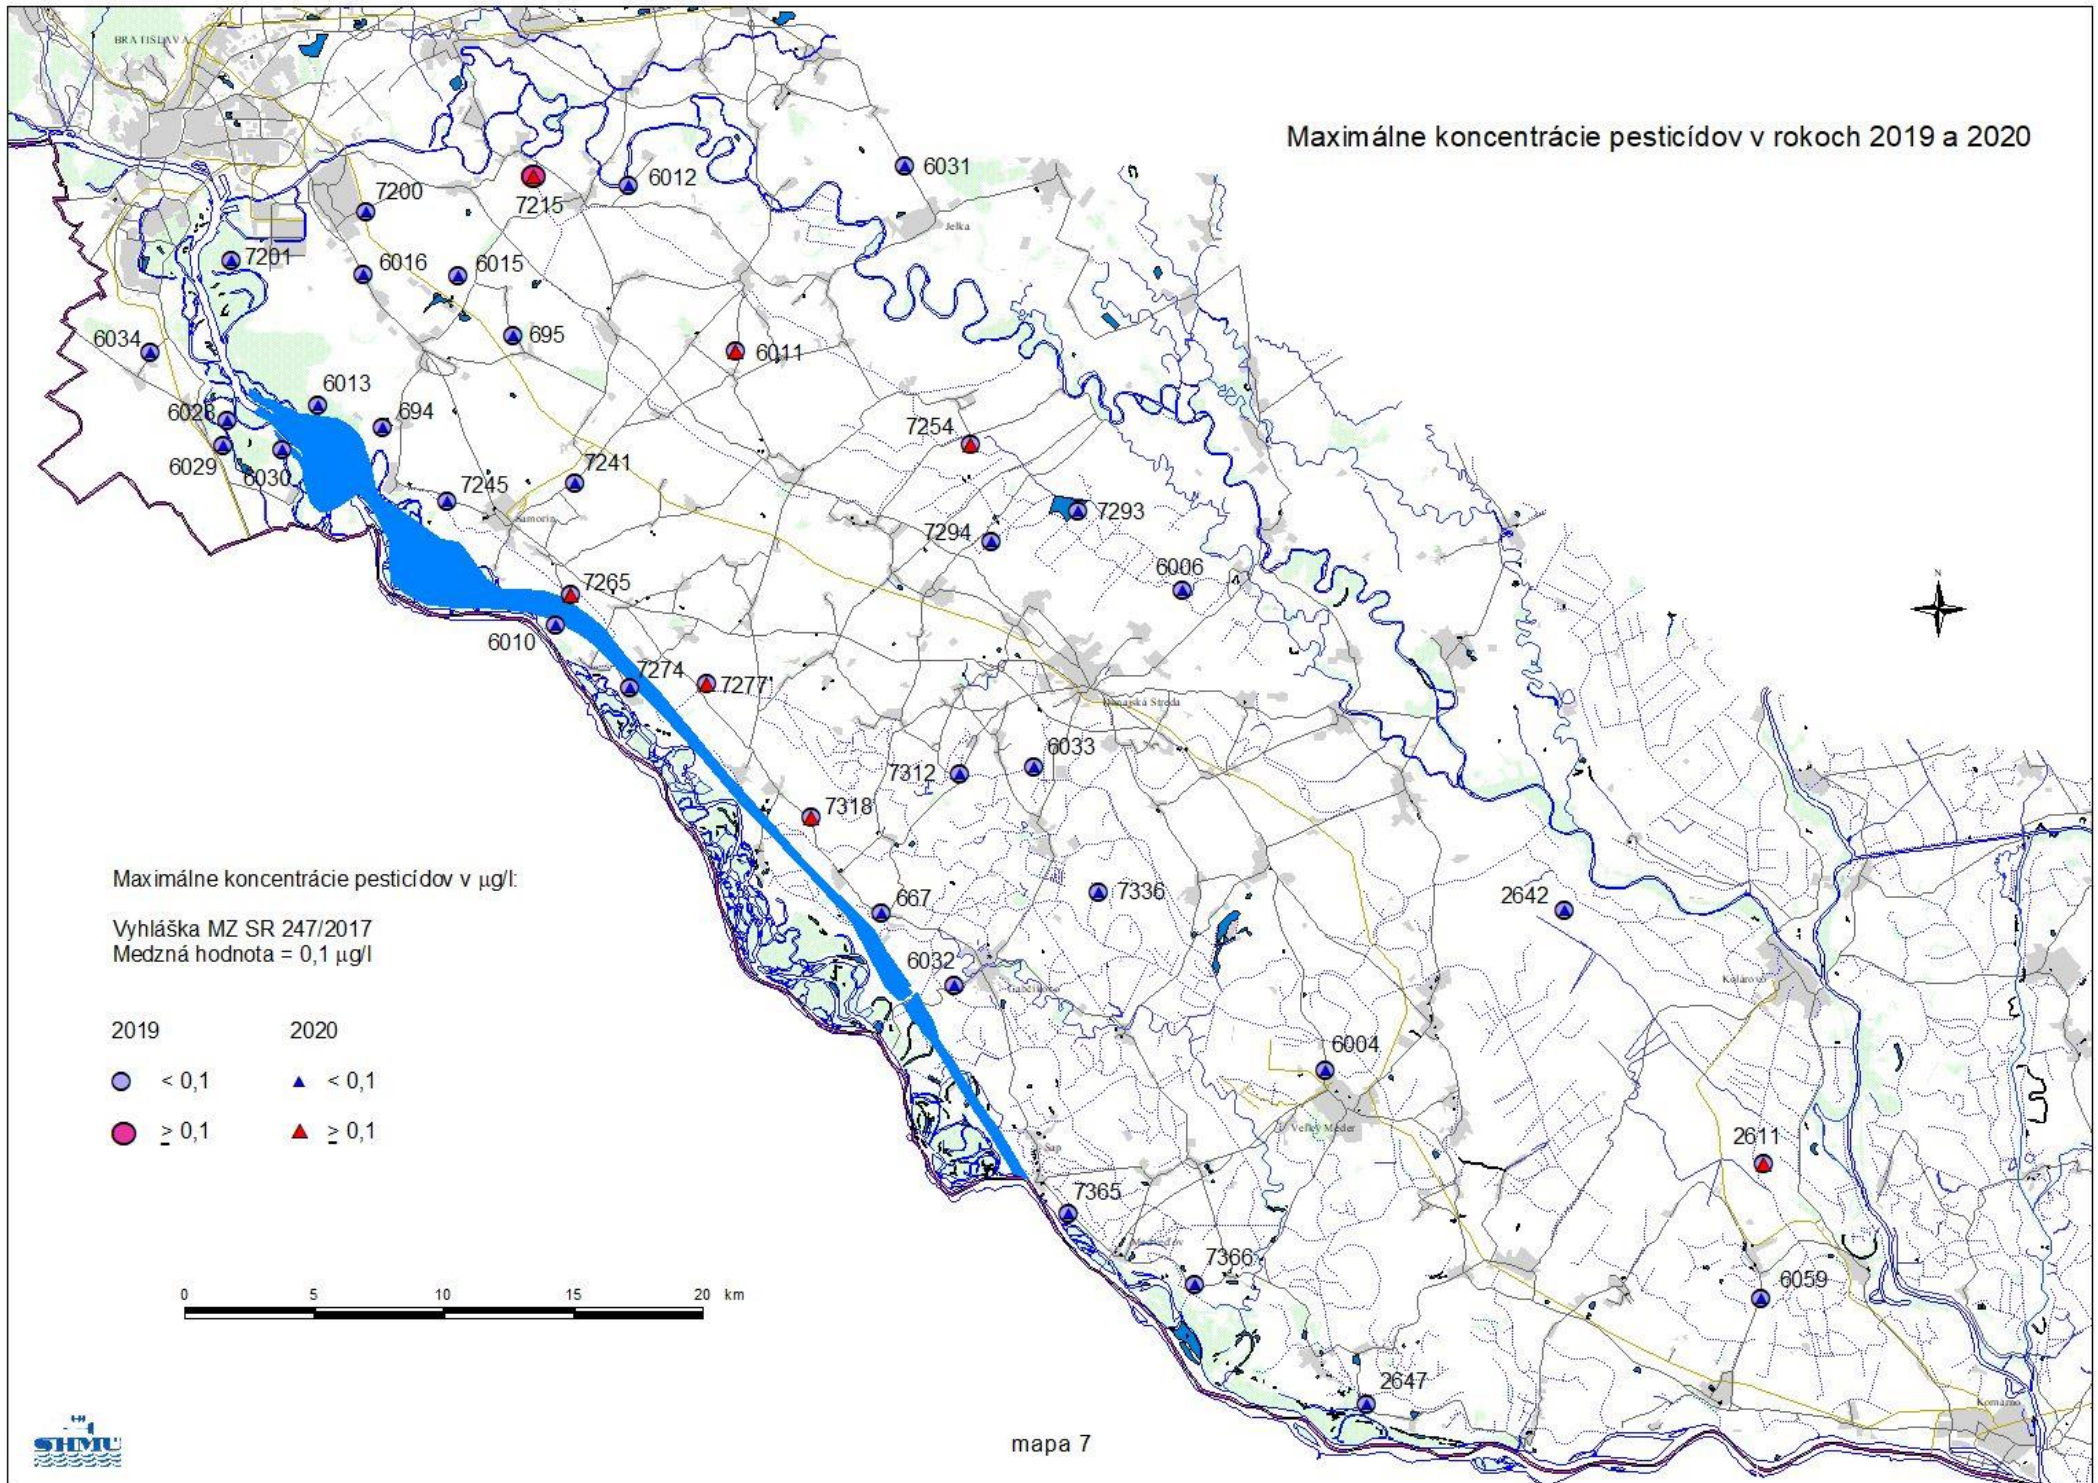 BRATISLAVA
Maximálne koncentrácie pesticídov v rokoch 2019 a 2020
6031
6012
7215
7200
Jelka
7201
6016
6015
695
6034
6011
6013
694
6028
7254
6029
6030
7241
7245
Šamorín
7293
7294
6006
N
7265
6010
7274
7277
Dunajská Streda
6033
7312
7318
Maximálne koncentrácie pesticídov v µg/l:
7336
667
2642
Vyhláška MZ SR 247/2017
Medzná hodnota = 0,1 µg/l
6032
Gabčíkovo
Kolárovo
2019 2020
6004
< 0,1 < 0,1
≥ 0,1 ≥ 0,1
Veľký Meder
2611
Sap
7365
Medveďov
7366
6059
0 5 10 15 20 km
2647
Komárno
SHMÚ
mapa 7